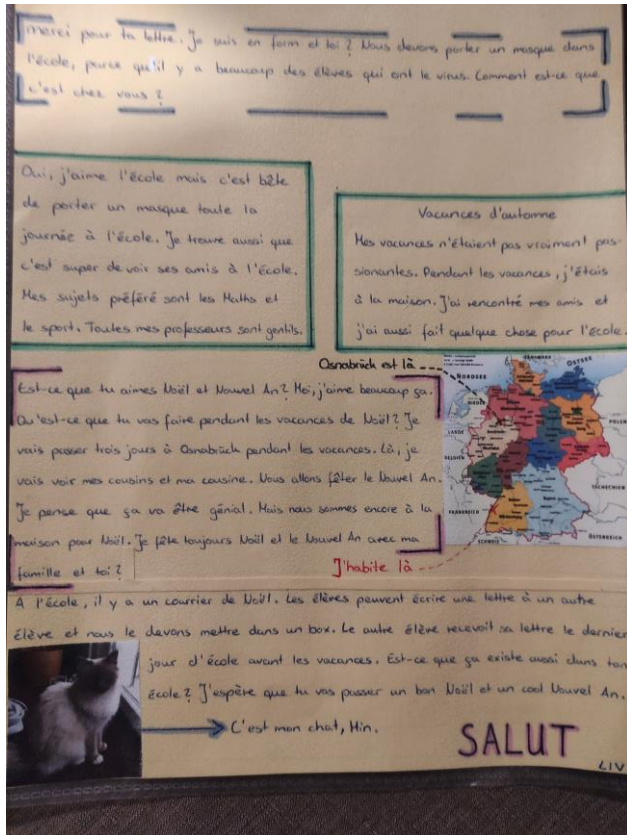 merci pour ta lettre. Je suis en form et toi? Nous devons porter un masque dans
l'école, parce qu'il y a beaucoup des élèves qui ont le virus. Comment est-ce que
c'est chez vous?
Oui, j'aime l'école mais c'est bête
de porter un masque toute la
journée à l'école. Je trouve aussi que
c'est super de voir ses amis à l'école.
Mes sujets préféré sont les Maths et
le sport. Toutes mes professeurs sont gentils.
Vacances d'automne
Mes vacances n'étaient pas vraiment pas-
sionantes. Pendant les vacances, j'étais
à la maison. J'ai rencontré mes amis et
j'ai aussi fait quelque chose pour l'école.
Osnabrück est là
Est-ce que tu aimes Noël et Nouvel An? Moi, j'aime beaucoup ça.
Qu'est-ce que tu vas faire pendant les vacances de Noël? Je
vais passer trois jours à Osnabrück pendant les vacances. Là, je
vais voir mes cousins et ma cousine. Nous allons fêter le Nouvel An.
Je pense que ça va être génial. Mais nous sommes encore à la
maison pour Noël. Je fête toujours Noël et le Nouvel An avec ma
famille et toi?
NORDSEE
OSTSEE
POLEN
BELGIEN
TSCHECHIEN
FRANKREICH
SCHWEIZ
ÖSTERREICH
J'habite là
A l'école, il y a un courrier de Noël. Les élèves peuvent écrire une lettre à un autre
élève et nous le devons mettre dans un box. Le autre élève recevoit sa lettre le dernier
jour d'école avant les vacances. Est-ce que ça existe aussi dans ton
école? J'espère que tu vas passer un bon Noël et un cool Nouvel An.
C'est mon chat, Min.
SALUT
LIV